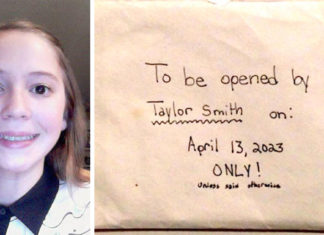 To be opened by
Taylor Smith on:
April 13, 2023
ONLY!
Unless said otherwise